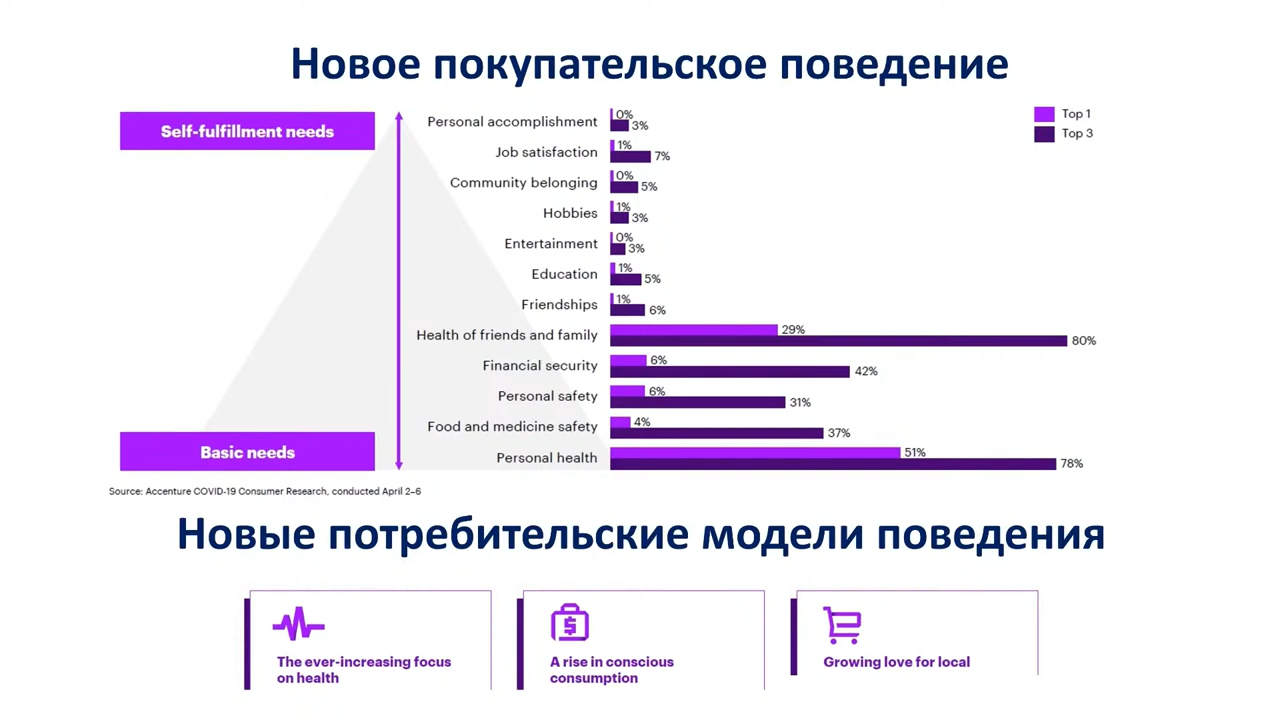 Новое покупательское поведение
Self-fulfillment needs
Top 1
Top 3
Personal accomplishment 0% 3%
Job satisfaction 1% 7%
Community belonging 0% 5%
Hobbies 1% 3%
Entertainment 0% 3%
Education 1% 5%
Friendships 1% 6%
Health of friends and family 29% 80%
Financial security 6% 42%
Personal safety 6% 31%
Food and medicine safety 4% 37%
Basic needs
Personal health 51% 78%
Source: Accenture COVID-19 Consumer Research, conducted April 2–6
Новые потребительские модели поведения
The ever-increasing focus
on health
A rise in conscious
consumption
Growing love for local